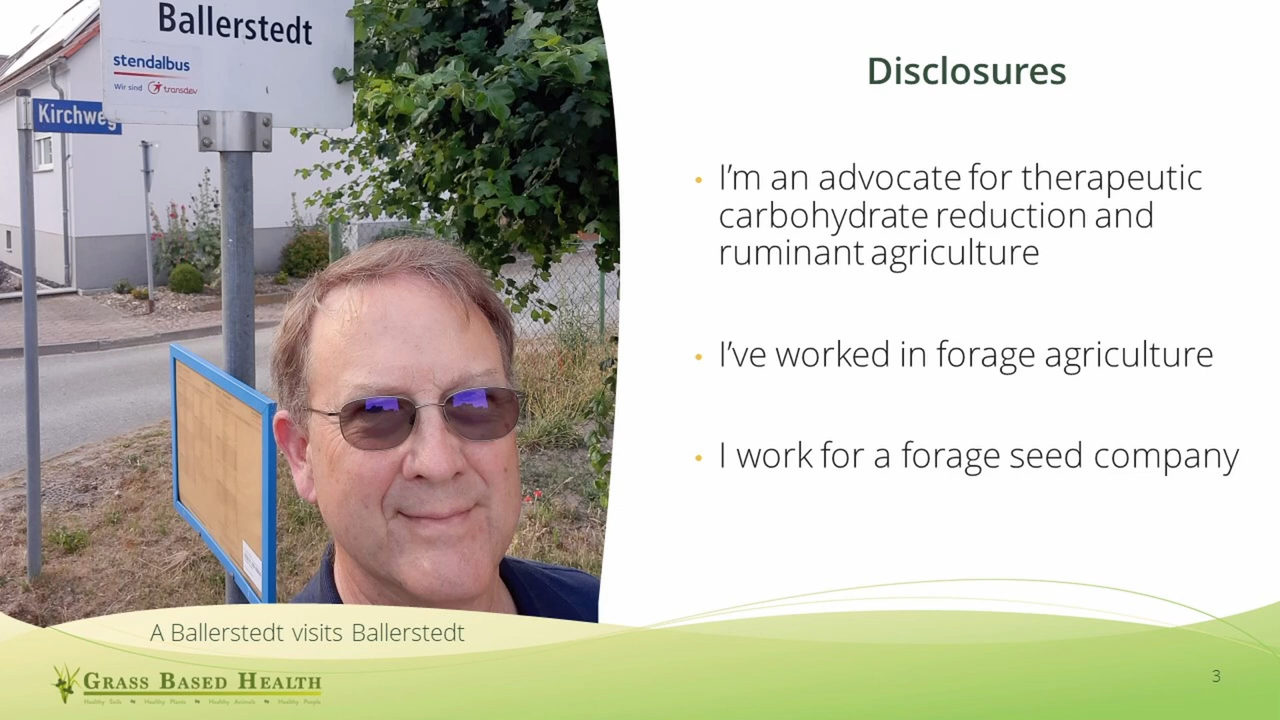 Ballerstedt
stendalbus
Wir sind transdev
Kirchweg
Disclosures
• I'm an advocate for therapeutic
carbohydrate reduction and
ruminant agriculture
• I've worked in forage agriculture
• I work for a forage seed company
A Ballerstedt visits Ballerstedt
GRASS BASED HEALTH
Healthy Soils Healthy Plants Healthy Animals Healthy People
3